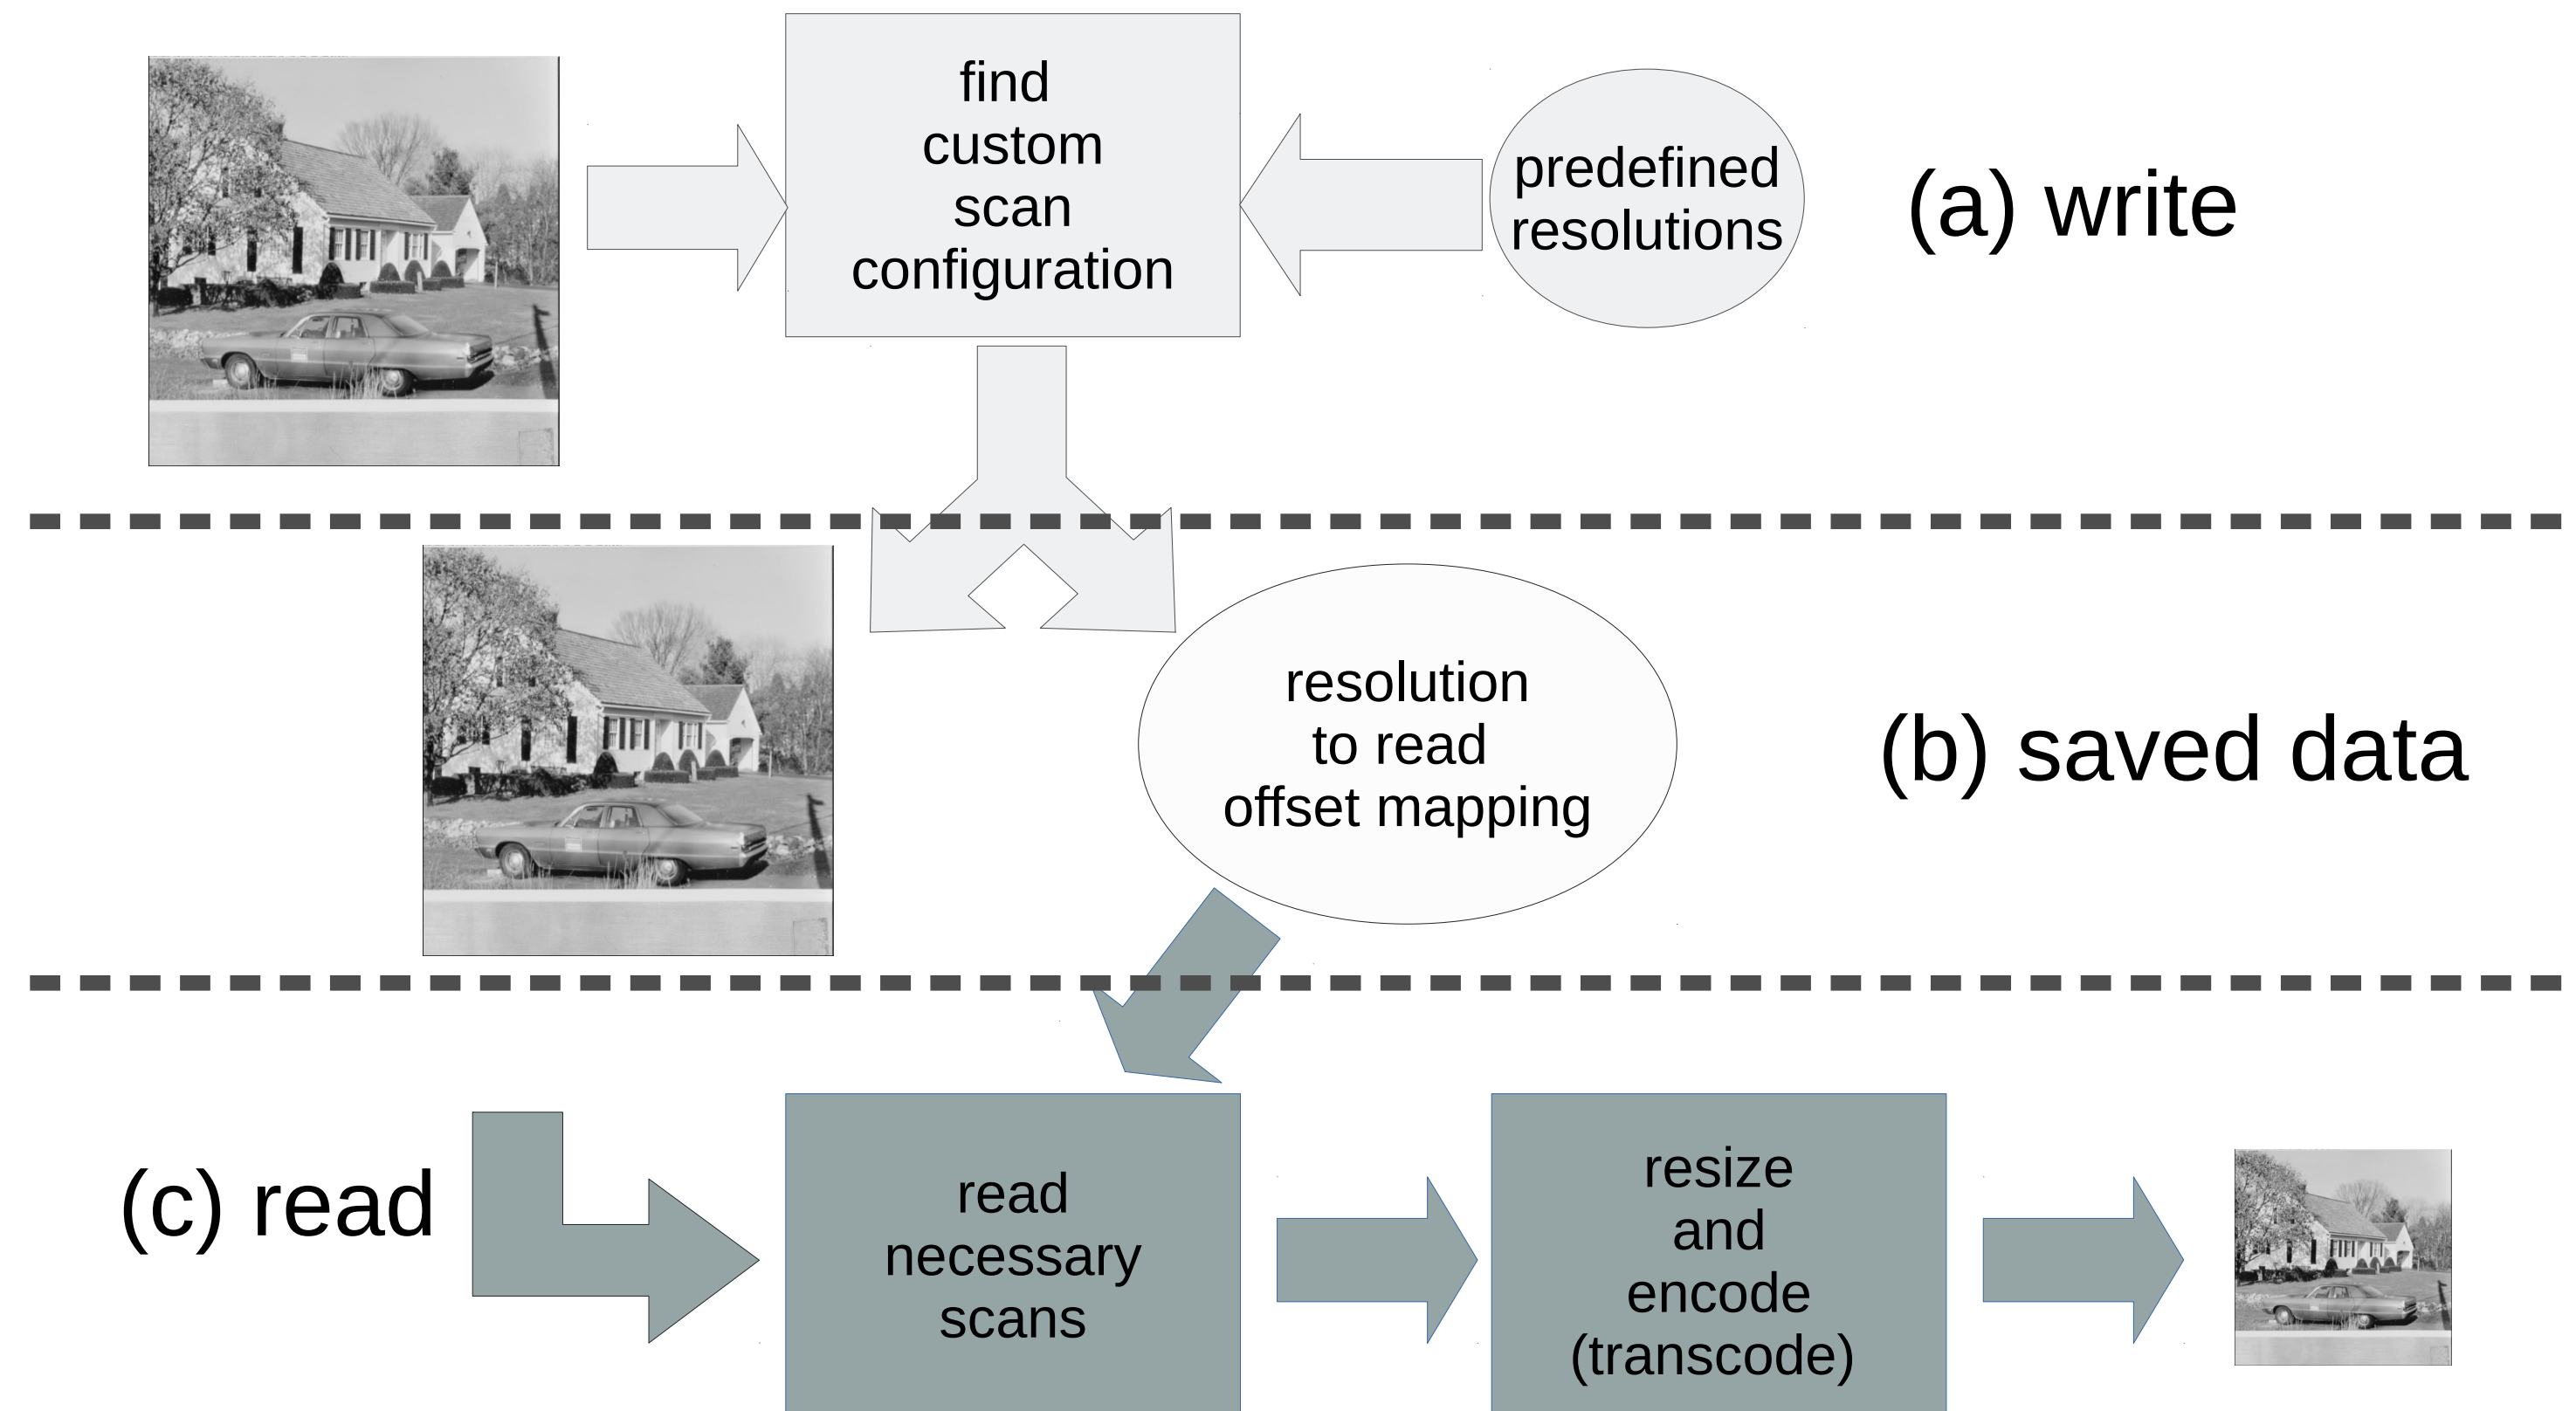 find
custom
scan
configuration
predefined
resolutions
(a) write
resolution
to read
offset mapping
(b) saved data
(c) read
read
necessary
scans
resize
and
encode
(transcode)